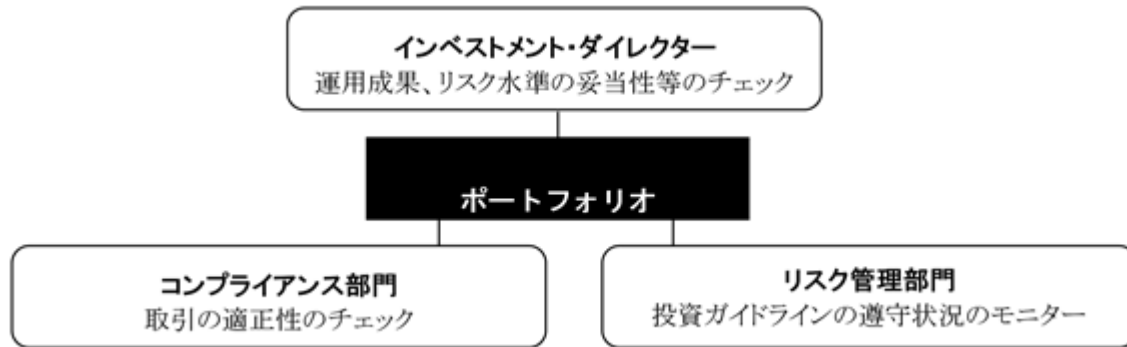 インベストメント・ダイレクター
運用成果、リスク水準の妥当性等のチェック
ポートフォリオ
コンプライアンス部門
取引の適正性のチェック
リスク管理部門
投資ガイドラインの遵守状況のモニター